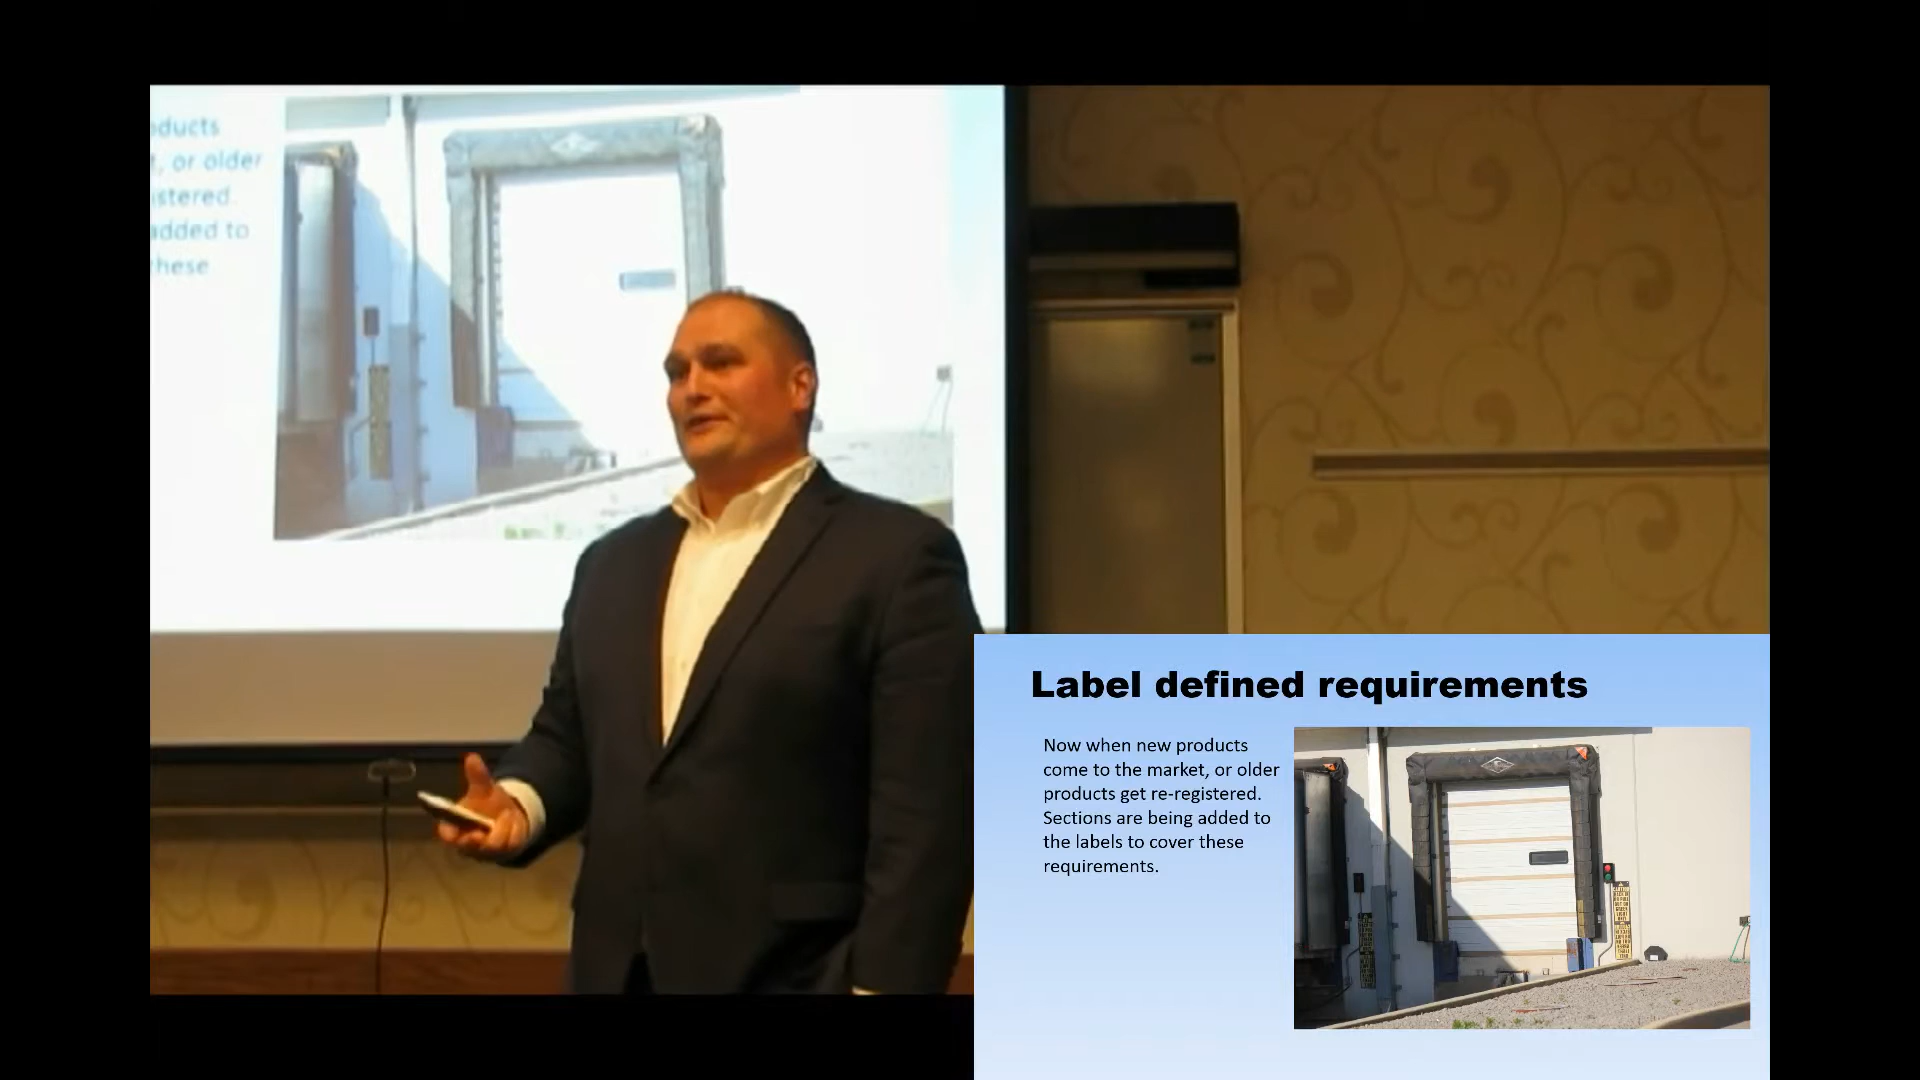 oducts
, or older
istered.
added to
these
Label defined requirements
Now when new products
come to the market, or older
products get re-registered.
Sections are being added to
the labels to cover these
requirements.